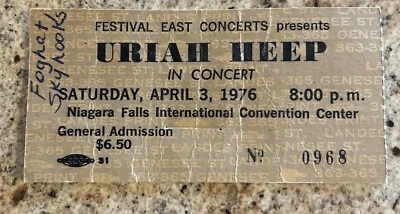 FESTIVAL EAST CONCERTS presents
URIAH HEEP
IN CONCERT
SATURDAY, APRIL 3, 1976 8:00 p.m.
Niagara Falls International Convention Center
General Admission
$6.50
31
Nº 0968
Foghat
Skyhooks